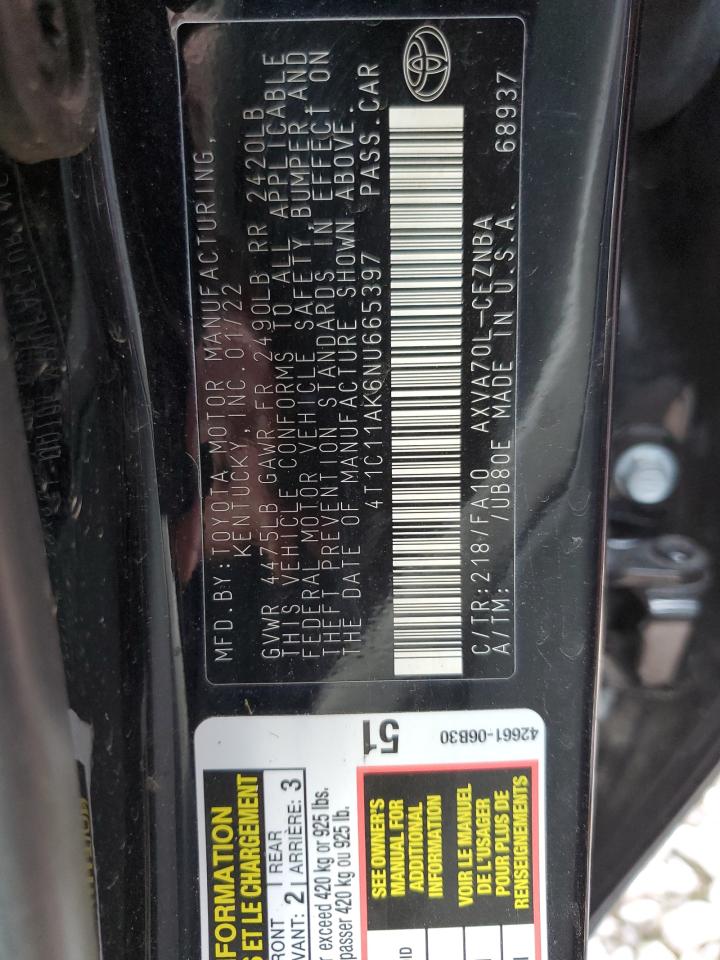 MFD.BY:TOYOTA MOTOR MANUFACTURING,
KENTUCKY,INC.01/22
GVWR 4475LB GAWR FR 2490LB RR 2420LB
THIS VEHICLE CONFORMS TO ALL APPLICABLE
FEDERAL MOTOR VEHICLE SAFETY,BUMPER,AND
THEFT PREVENTION STANDARDS IN EFFECT ON
THE DATE OF MANUFACTURE SHOWN ABOVE.
4T1C11AK6NU665397 PASS.CAR
C/TR:218/FA10 AXVA70L-CEZNBA
A/TM: /UB80E MADE IN U.S.A. 68937
FORMATION
S ET LE CHARGEMENT
RONT 2 REAR 3
VANT: ARRIÈRE:
exceed 420 kg or 925 lbs.
passer 420 kg ou 925 lb.
51
42661-06B30
SEE OWNER'S
MANUAL FOR
ADDITIONAL
INFORMATION
VOIR LE MANUEL
DE L'USAGER
POUR PLUS DE
RENSEIGNEMENTS